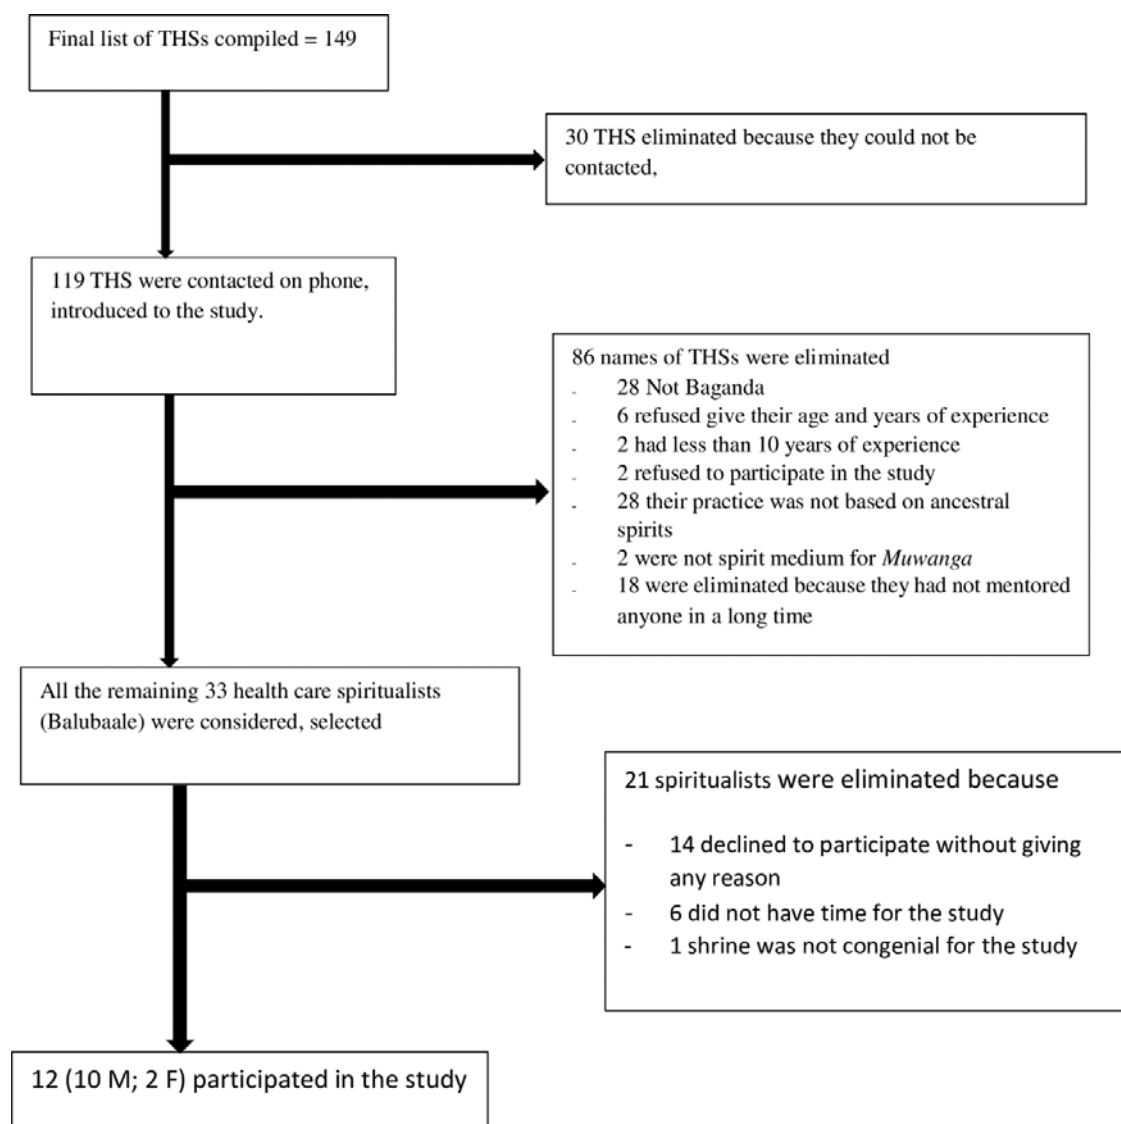 Final list of THSs compiled = 149
30 THS eliminated because they could not be
contacted,
119 THS were contacted on phone,
introduced to the study.
86 names of THSs were eliminated
- 28 Not Baganda
- 6 refused give their age and years of experience
- 2 had less than 10 years of experience
- 2 refused to participate in the study
- 28 their practice was not based on ancestral
spirits
- 2 were not spirit medium for Muwanga
- 18 were eliminated because they had not mentored
anyone in a long time
All the remaining 33 health care spiritualists
(Balubaale) were considered, selected
21 spiritualists were eliminated because
- 14 declined to participate without giving
any reason
- 6 did not have time for the study
- 1 shrine was not congenial for the study
12 (10 M; 2 F) participated in the study